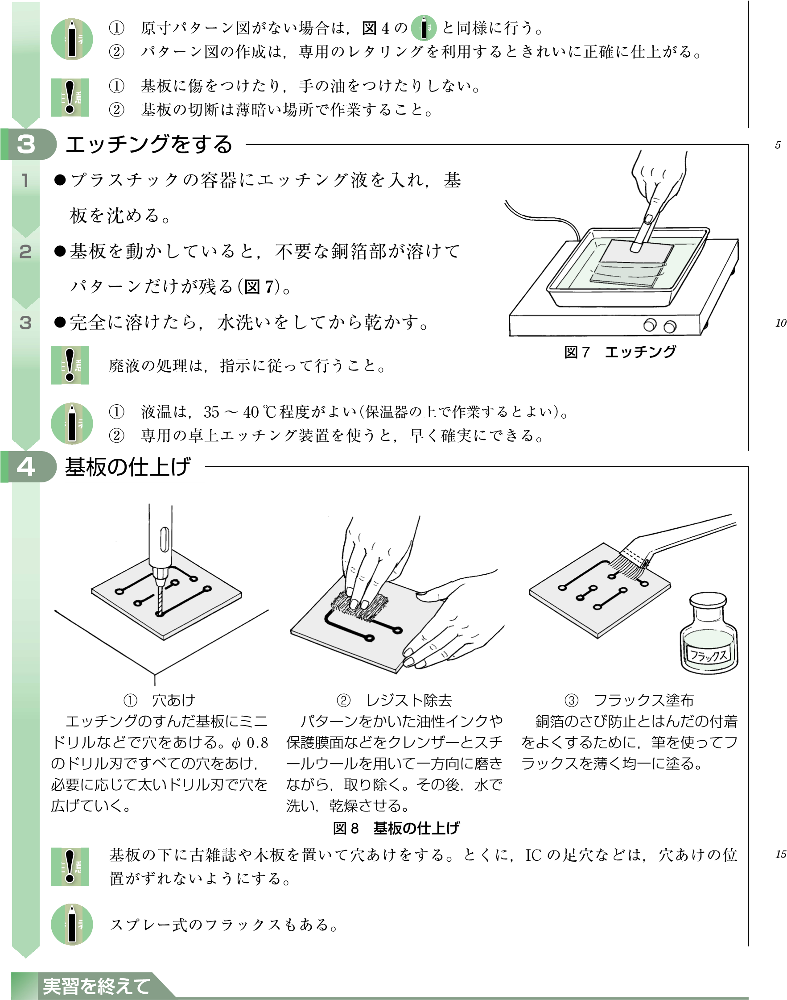 ① 原寸パターン図がない場合は，図4の と同様に行う。
② パターン図の作成は，専用のレタリングを利用するときれいに正確に仕上がる。
① 基板に傷をつけたり，手の油をつけたりしない。
② 基板の切断は薄暗い場所で作業すること。
3 エッチングをする
5
1 ●プラスチックの容器にエッチング液を入れ，基
板を沈める。
2 ●基板を動かしていると，不要な銅箔部が溶けて
パターンだけが残る(図7)。
3 ●完全に溶けたら，水洗いをしてから乾かす。
10
図7 エッチング
廃液の処理は，指示に従って行うこと。
① 液温は，35～40℃程度がよい(保温器の上で作業するとよい)。
② 専用の卓上エッチング装置を使うと，早く確実にできる。
4 基板の仕上げ
フラックス
① 穴あけ
エッチングのすんだ基板にミニ
ドリルなどで穴をあける。φ0.8
のドリル刃ですべての穴をあけ，
必要に応じて太いドリル刃で穴を
広げていく。
② レジスト除去
パターンをかいた油性インクや
保護膜面などをクレンザーとスチ
ールウールを用いて一方向に磨き
ながら，取り除く。その後，水で
洗い，乾燥させる。
③ フラックス塗布
銅箔のさび防止とはんだの付着
をよくするために，筆を使ってフ
ラックスを薄く均一に塗る。
図8 基板の仕上げ
基板の下に古雑誌や木板を置いて穴あけをする。とくに，ICの足穴などは，穴あけの位
置がずれないようにする。
15
スプレー式のフラックスもある。
実習を終えて